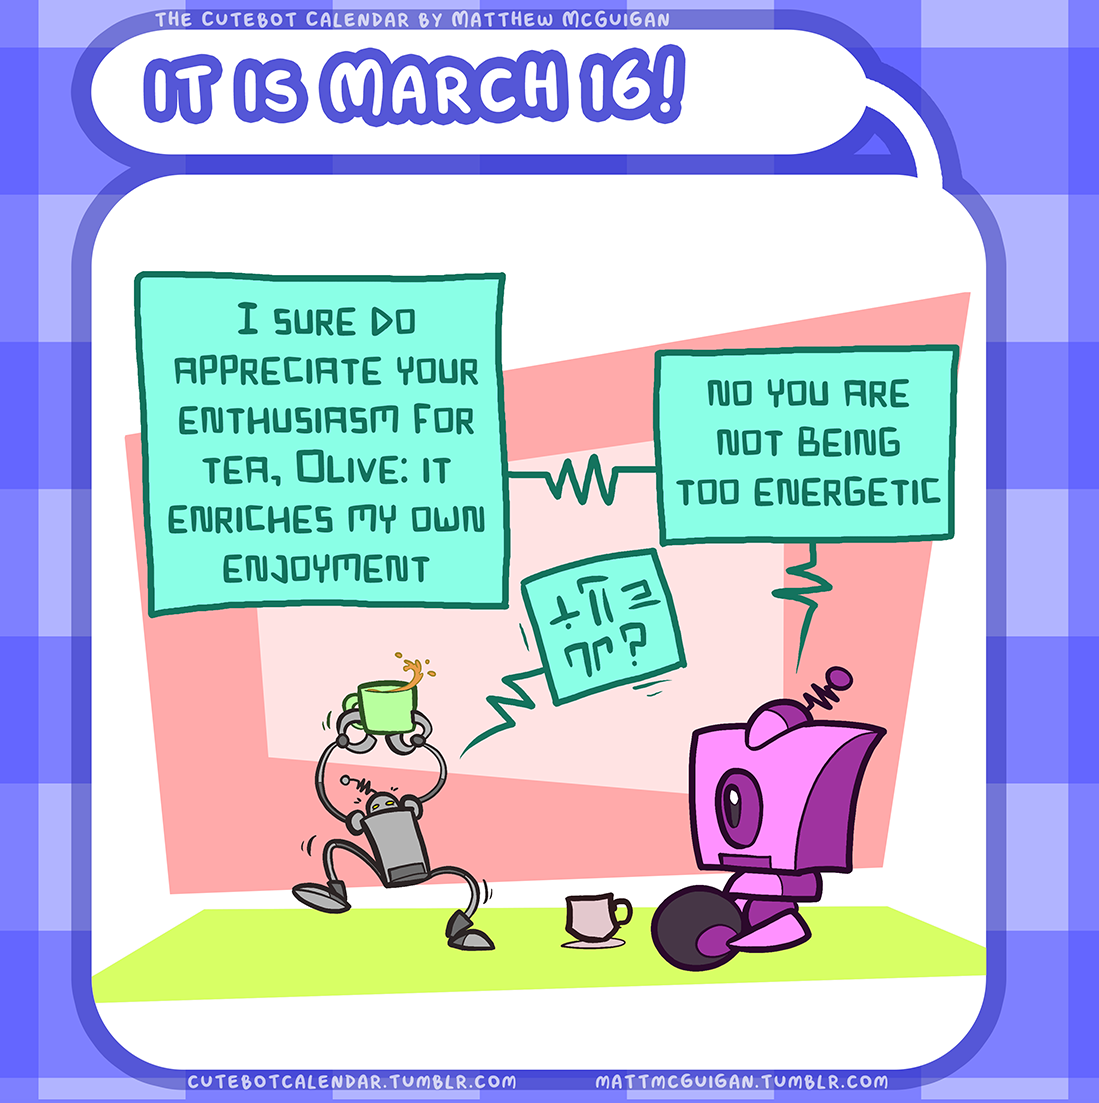 THE CUTEBOT CALENDAR BY MATTHEW MCGUIGAN
IT IS MARCH 16!
I SURE DO
APPRECIATE YOUR
ENTHUSIASM FOR
TEA, OLIVE: IT
ENRICHES MY OWN
ENJOYMENT
NO YOU ARE
NOT BEING
TOO ENERGETIC
CUTEBOTCALENDAR.TUMBLR.COM
MATTMCGUIGAN.TUMBLR.COM